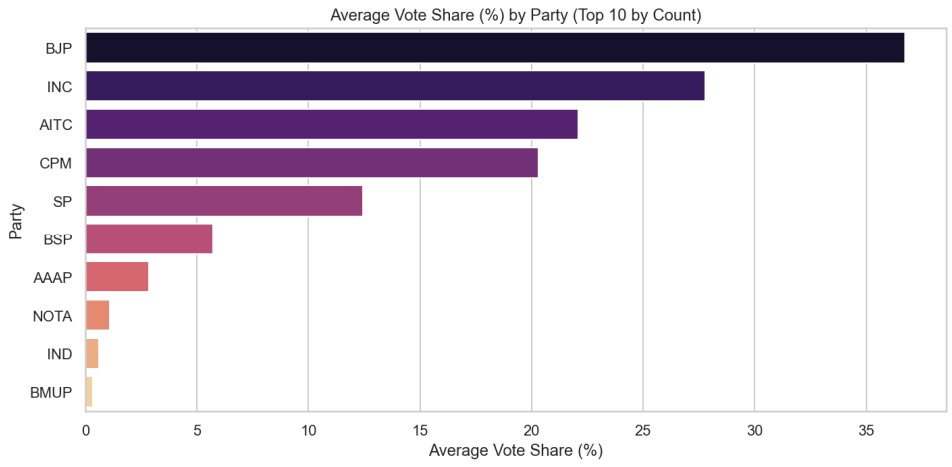 Average Vote Share (%) by Party (Top 10 by Count)
Party
BJP
INC
AITC
CPM
SP
BSP
AAAP
NOTA
IND
BMUP
0 5 10 15 20 25 30 35
Average Vote Share (%)